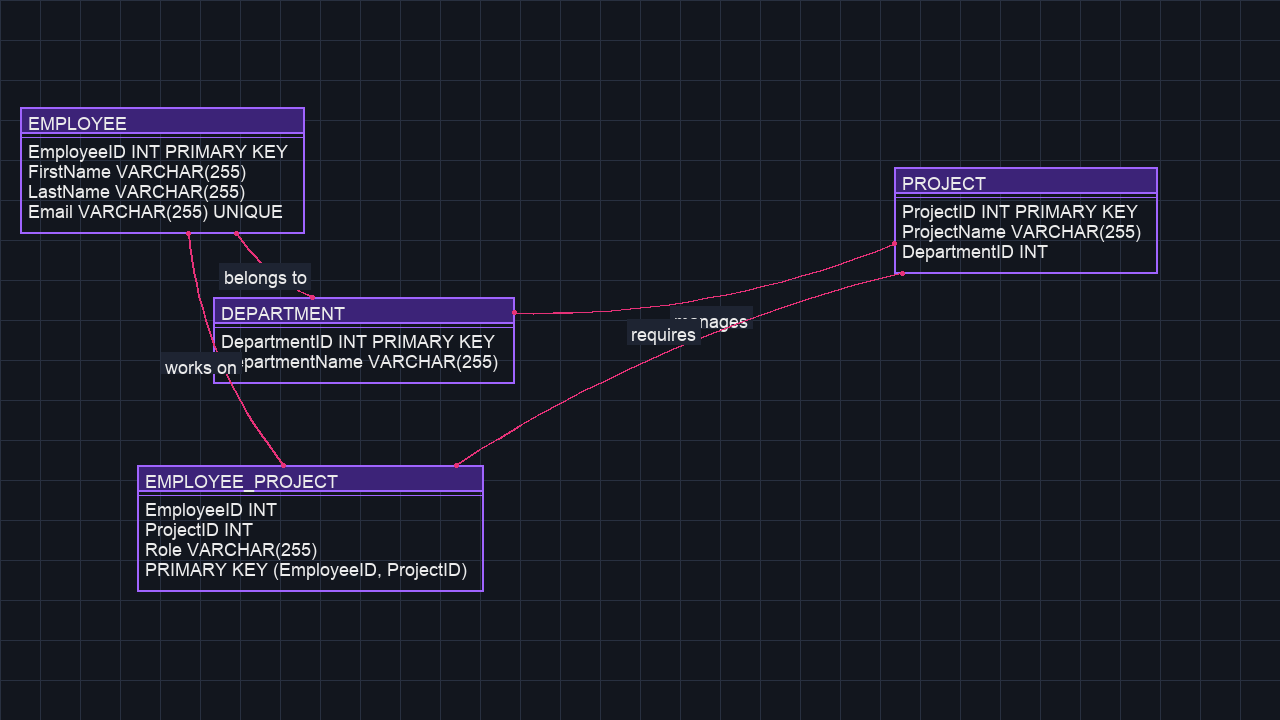 EMPLOYEE
EmployeeID INT PRIMARY KEY
FirstName VARCHAR(255)
LastName VARCHAR(255)
Email VARCHAR(255) UNIQUE
PROJECT
ProjectID INT PRIMARY KEY
ProjectName VARCHAR(255)
DepartmentID INT
belongs to
DEPARTMENT
DepartmentID INT PRIMARY KEY
DepartmentName VARCHAR(255)
manages
requires
works on
EMPLOYEE_PROJECT
EmployeeID INT
ProjectID INT
Role VARCHAR(255)
PRIMARY KEY (EmployeeID, ProjectID)